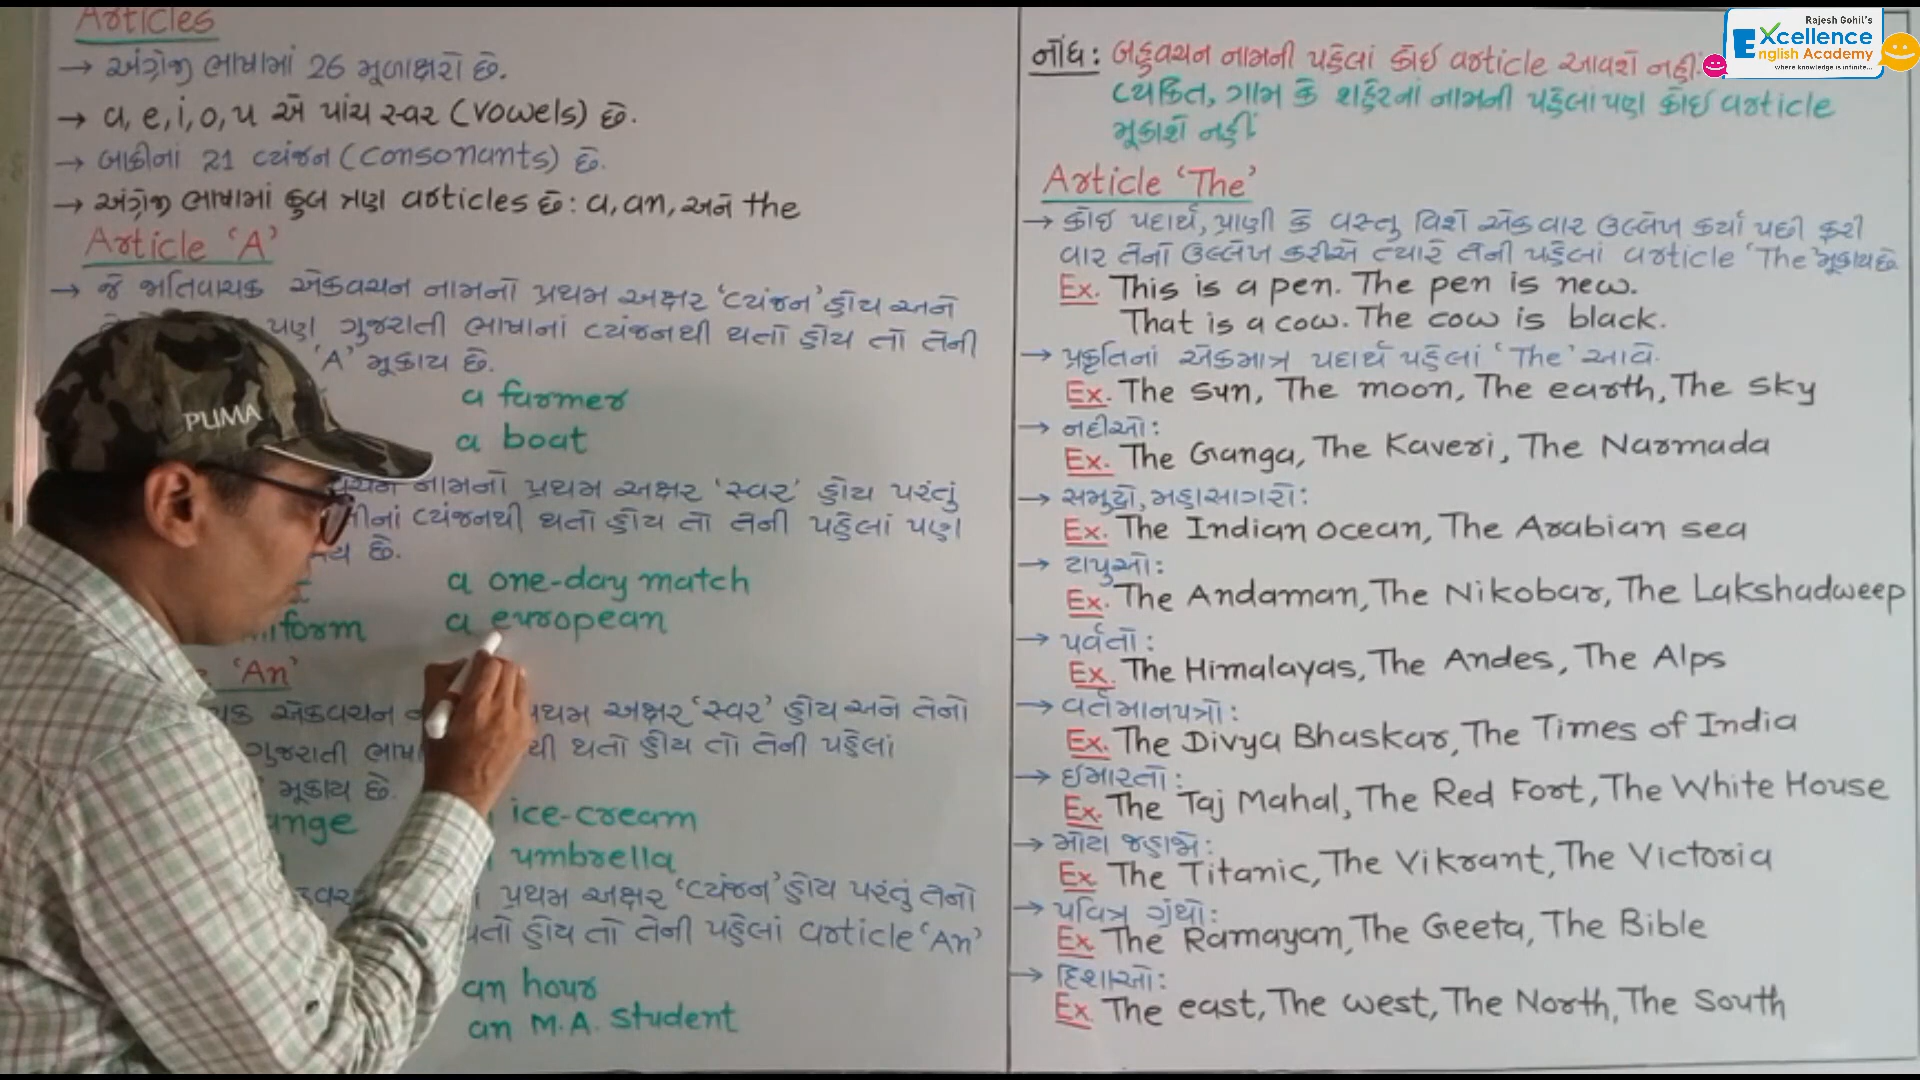 Articles
→ અંગ્રેજી ભાષામાં 26 મૂળાક્ષરો છે.
→ a, e, i, o, u એ પાંચ સ્વર (vowels) છે.
→ બાકીનાં 21 વ્યંજન (consonants) છે.
→ અંગ્રેજી ભાષામાં કુલ ત્રણ articles છે: a, an, અને the
Article 'A'
→ જે જાતિવાચક એકવચન નામનો પ્રથમ અક્ષર 'વ્યંજન' હોય અને
પણ ગુજરાતી ભાષાનાં વ્યંજનથી થતો હોય તો તેની
'A' મૂકાય છે.
a farmer
a boat
નામનો પ્રથમ અક્ષર 'સ્વર' હોય પરંતુ
વ્યંજનથી થતો હોય તો તેની પહેલાં પણ
છે.
a one-day match
form a european
'An'
એકવચન પ્રથમ અક્ષર 'સ્વર' હોય અને તેનો
ગુજરાતી થતો હોય તો તેની પહેલાં
મૂકાય છે.
ange ice-cream
umbrella
પ્રથમ અક્ષર 'વ્યંજન' હોય પરંતુ તેનો
હોય તો તેની પહેલાં article 'An'
an hour
an M.A. student
નોંધ: બહુવચન નામની પહેલાં કોઈ article આવશે નહીં.
વ્યકિત, ગામ કે શહેરનાં નામની પહેલાં પણ કોઈ article
મૂકાશે નહીં
Article 'The'
→ કોઈ પદાર્થ, પ્રાણી કે વસ્તુ વિશે એકવાર ઉલ્લેખ કર્યા પછી ફરી
વાર તેનો ઉલ્લેખ કરીએ ત્યારે તેની પહેલાં article 'The' મૂકાય છે
Ex. This is a pen. The pen is new.
That is a cow. The cow is black.
→ પ્રકૃતિનાં એકમાત્ર પદાર્થ પહેલાં 'The' આવે.
Ex. The sun, The moon, The earth, The sky
→ નદીઓ:
Ex. The Ganga, The Kaveri, The Narmada
→ સમુદ્રો, મહાસાગરો:
Ex. The Indian ocean, The Arabian sea
→ ટાપુઓ:
Ex. The Andaman, The Nikobar, The Lakshadweep
→ પર્વતો:
Ex. The Himalayas, The Andes, The Alps
→ વર્તમાનપત્રો:
Ex. The Divya Bhaskar, The Times of India
→ ઈમારતો:
Ex. The Taj Mahal, The Red Fort, The White House
→ મોટા જહાજો:
Ex. The Titanic, The Vikrant, The Victoria
→ પવિત્ર ગ્રંથો:
Ex. The Ramayan, The Geeta, The Bible
→ દિશાઓ:
Ex. The east, The west, The North, The South
Rajesh Gohil's
Excellence
English Academy
where knowledge is infinite...
PUMA